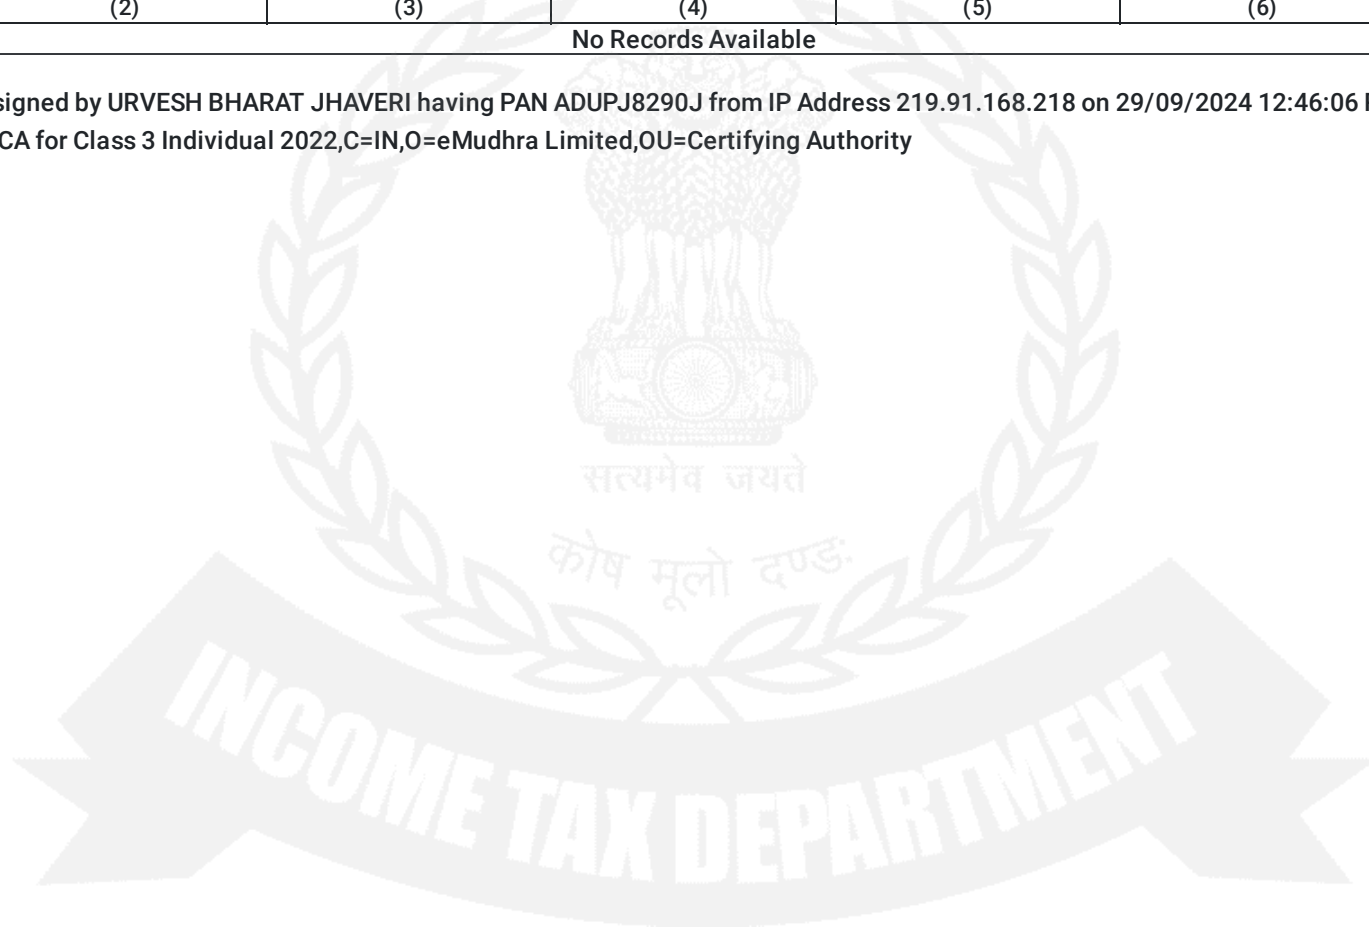 (2) (3) (4) (5) (6)
No Records Available
signed by URVESH BHARAT JHAVERI having PAN ADUPJ8290J from IP Address 219.91.168.218 on 29/09/2024 12:46:06
CA for Class 3 Individual 2022,C=IN,O=eMudhra Limited,OU=Certifying Authority
सत्यमेव जयते
कोष मूलो दण्डः
INCOME TAX DEPARTMENT